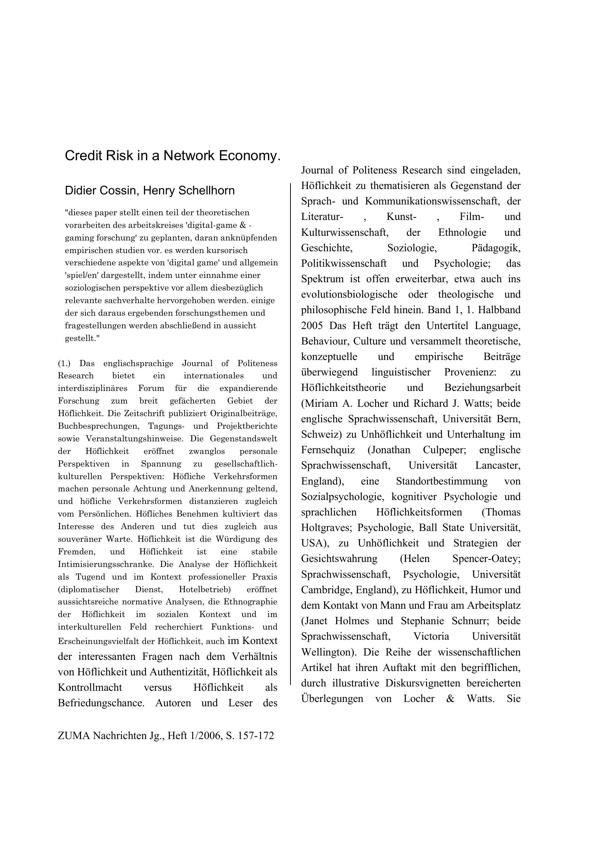 Credit Risk in a Network Economy.
Didier Cossin, Henry Schellhorn
"dieses paper stellt einen teil der theoretischen
vorarbeiten des arbeitskreises 'digital-game & -
gaming forschung' zu geplanten, daran anknüpfenden
empirischen studien vor. es werden kursorisch
verschiedene aspekte von 'digital game' und allgemein
'spiel/en' dargestellt, indem unter einnahme einer
soziologischen perspektive vor allem diesbezüglich
relevante sachverhalte hervorgehoben werden. einige
der sich daraus ergebenden forschungsthemen und
fragestellungen werden abschließend in aussicht
gestellt."
(1.) Das englischsprachige Journal of Politeness
Research bietet ein internationales und
interdisziplinäres Forum für die expandierende
Forschung zum breit gefächerten Gebiet der
Höflichkeit. Die Zeitschrift publiziert Originalbeiträge,
Buchbesprechungen, Tagungs- und Projektberichte
sowie Veranstaltungshinweise. Die Gegenstandswelt
der Höflichkeit eröffnet zwanglos personale
Perspektiven in Spannung zu gesellschaftlich-
kulturellen Perspektiven: Höfliche Verkehrsformen
machen personale Achtung und Anerkennung geltend,
und höfliche Verkehrsformen distanzieren zugleich
vom Persönlichen. Höfliches Benehmen kultiviert das
Interesse des Anderen und tut dies zugleich aus
souveräner Warte. Höflichkeit ist die Würdigung des
Fremden, und Höflichkeit ist eine stabile
Intimisierungsschranke. Die Analyse der Höflichkeit
als Tugend und im Kontext professioneller Praxis
(diplomatischer Dienst, Hotelbetrieb) eröffnet
aussichtsreiche normative Analysen, die Ethnographie
der Höflichkeit im sozialen Kontext und im
interkulturellen Feld recherchiert Funktions- und
Erscheinungsvielfalt der Höflichkeit, auch im Kontext
der interessanten Fragen nach dem Verhältnis
von Höflichkeit und Authentizität, Höflichkeit als
Kontrollmacht versus Höflichkeit als
Befriedungschance. Autoren und Leser des
Journal of Politeness Research sind eingeladen,
Höflichkeit zu thematisieren als Gegenstand der
Sprach- und Kommunikationswissenschaft, der
Literatur- , Kunst- , Film- und
Kulturwissenschaft, der Ethnologie und
Geschichte, Soziologie, Pädagogik,
Politikwissenschaft und Psychologie; das
Spektrum ist offen erweiterbar, etwa auch ins
evolutionsbiologische oder theologische und
philosophische Feld hinein. Band 1, 1. Halbband
2005 Das Heft trägt den Untertitel Language,
Behaviour, Culture und versammelt theoretische,
konzeptuelle und empirische Beiträge
überwiegend linguistischer Provenienz: zu
Höflichkeitstheorie und Beziehungsarbeit
(Miriam A. Locher und Richard J. Watts; beide
englische Sprachwissenschaft, Universität Bern,
Schweiz) zu Unhöflichkeit und Unterhaltung im
Fernsehquiz (Jonathan Culpeper; englische
Sprachwissenschaft, Universität Lancaster,
England), eine Standortbestimmung von
Sozialpsychologie, kognitiver Psychologie und
sprachlichen Höflichkeitsformen (Thomas
Holtgraves; Psychologie, Ball State Universität,
USA), zu Unhöflichkeit und Strategien der
Gesichtswahrung (Helen Spencer-Oatey;
Sprachwissenschaft, Psychologie, Universität
Cambridge, England), zu Höflichkeit, Humor und
dem Kontakt von Mann und Frau am Arbeitsplatz
(Janet Holmes und Stephanie Schnurr; beide
Sprachwissenschaft, Victoria Universität
Wellington). Die Reihe der wissenschaftlichen
Artikel hat ihren Auftakt mit den begrifflichen,
durch illustrative Diskursvignetten bereicherten
Überlegungen von Locher & Watts. Sie
ZUMA Nachrichten Jg., Heft 1/2006, S. 157-172